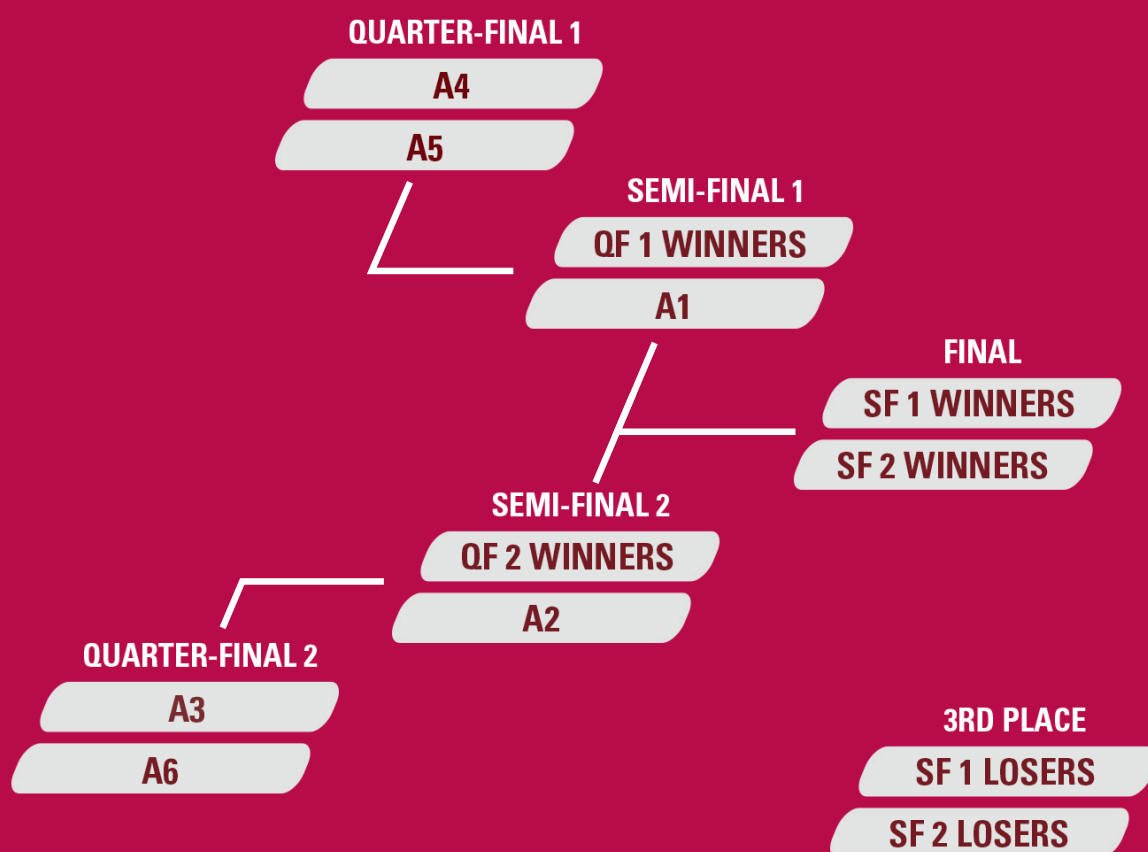 QUARTER-FINAL 1
A4
A5
SEMI-FINAL 1
QF 1 WINNERS
A1
FINAL
SF 1 WINNERS
SF 2 WINNERS
SEMI-FINAL 2
QF 2 WINNERS
A2
QUARTER-FINAL 2
A3
A6
3RD PLACE
SF 1 LOSERS
SF 2 LOSERS